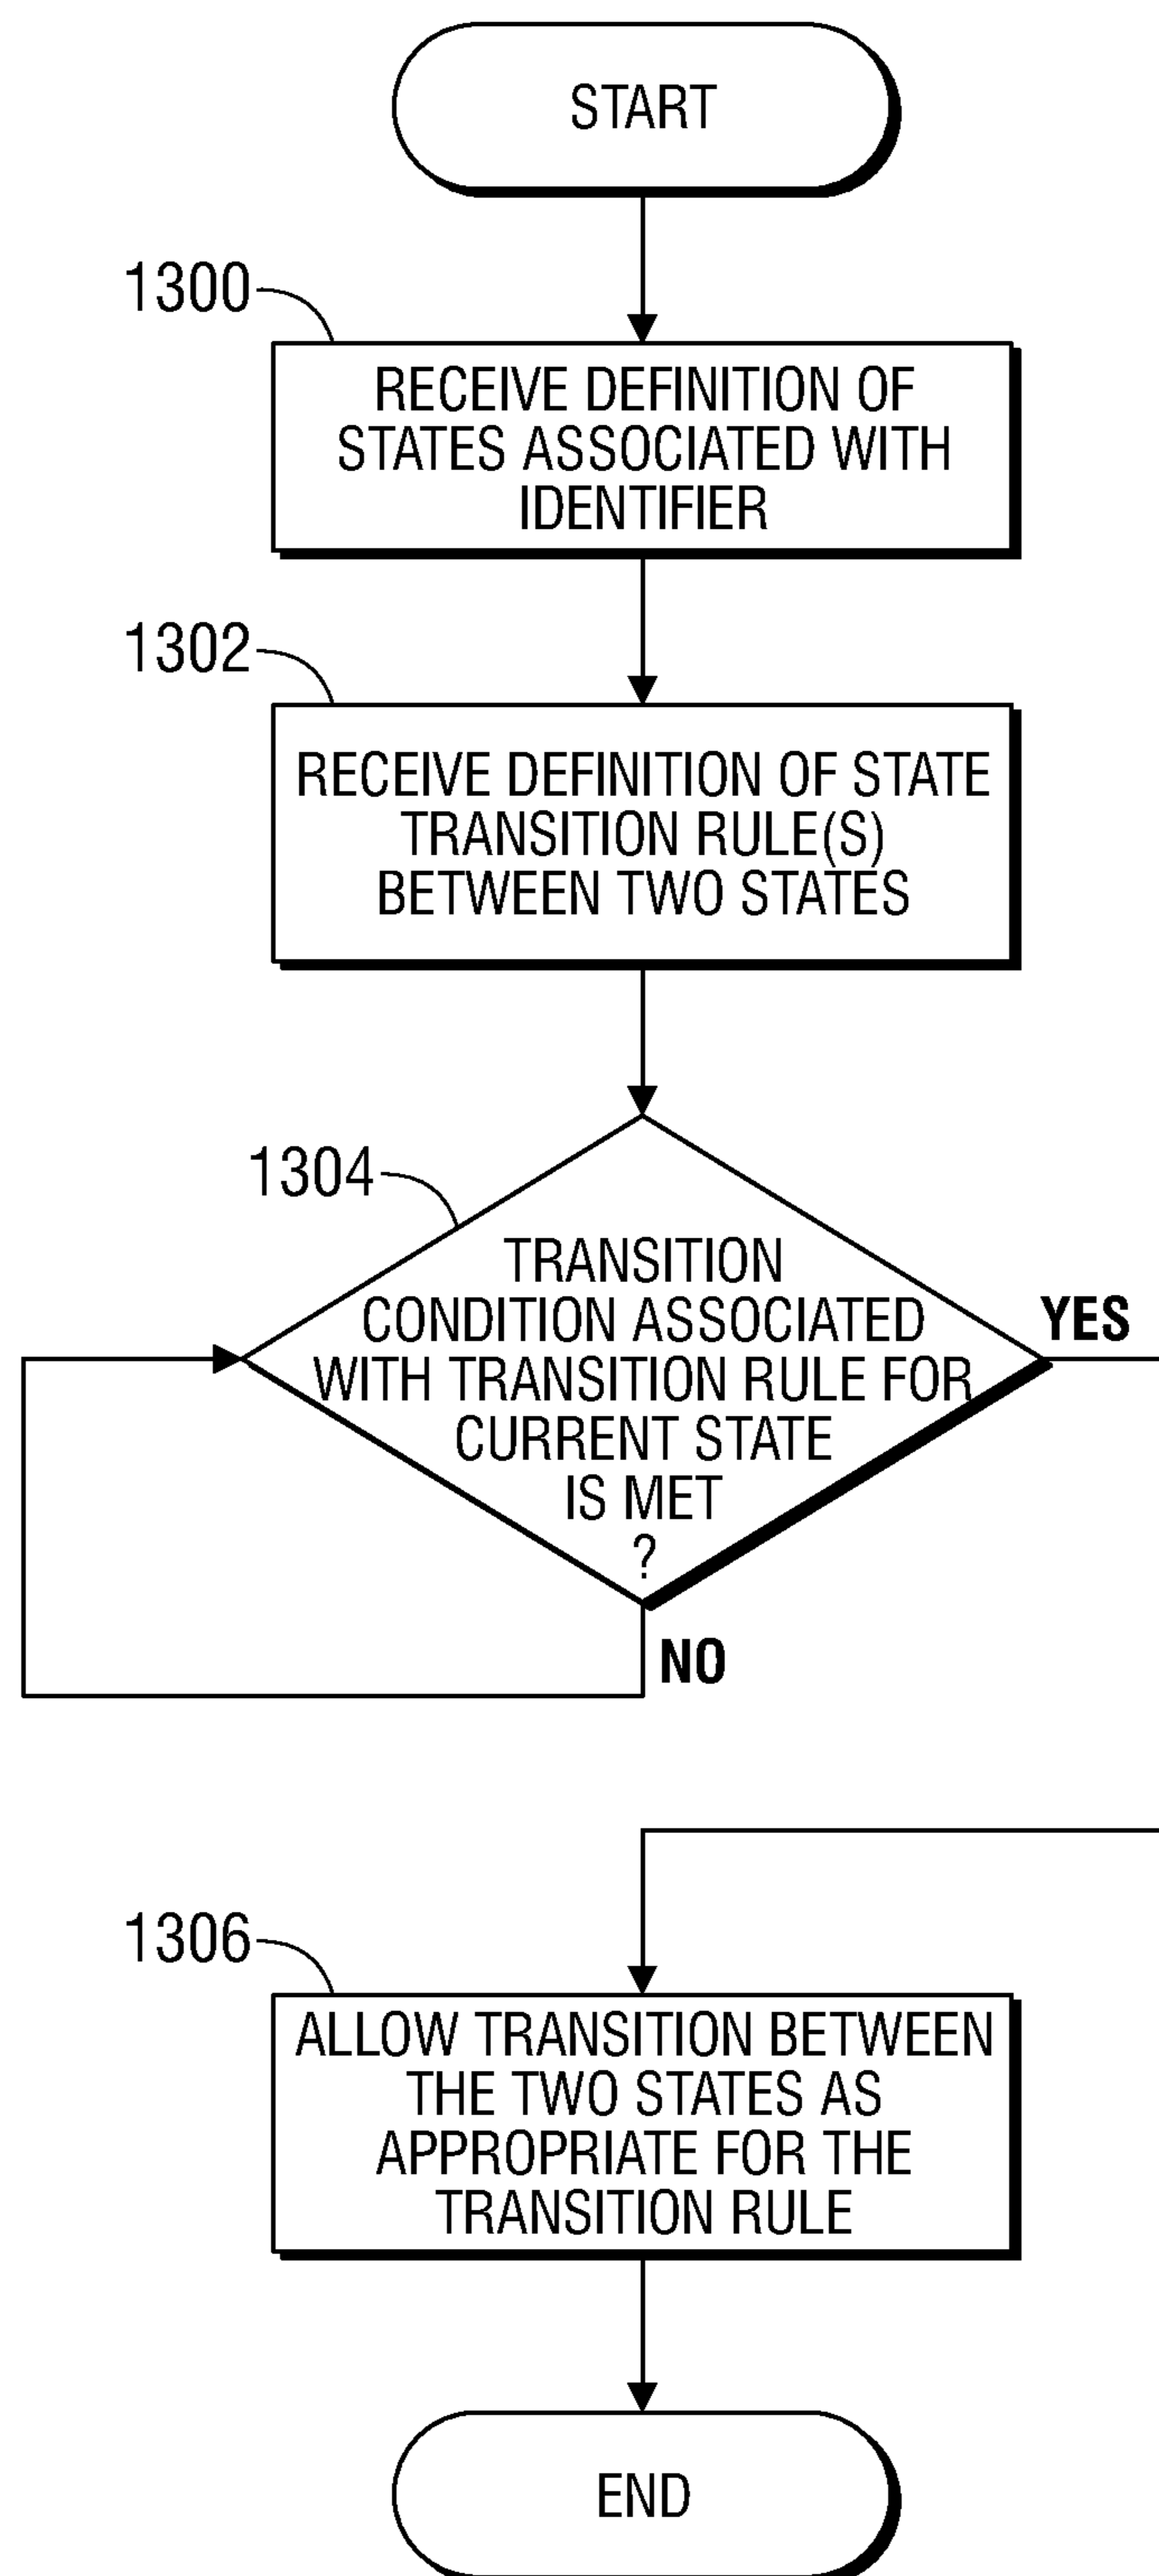 START
1300
RECEIVE DEFINITION OF
STATES ASSOCIATED WITH
IDENTIFIER
1302
RECEIVE DEFINITION OF STATE
TRANSITION RULE(S)
BETWEEN TWO STATES
1304
TRANSITION
CONDITION ASSOCIATED
WITH TRANSITION RULE FOR
CURRENT STATE
IS MET
?
YES
NO
1306
ALLOW TRANSITION BETWEEN
THE TWO STATES AS
APPROPRIATE FOR THE
TRANSITION RULE
END